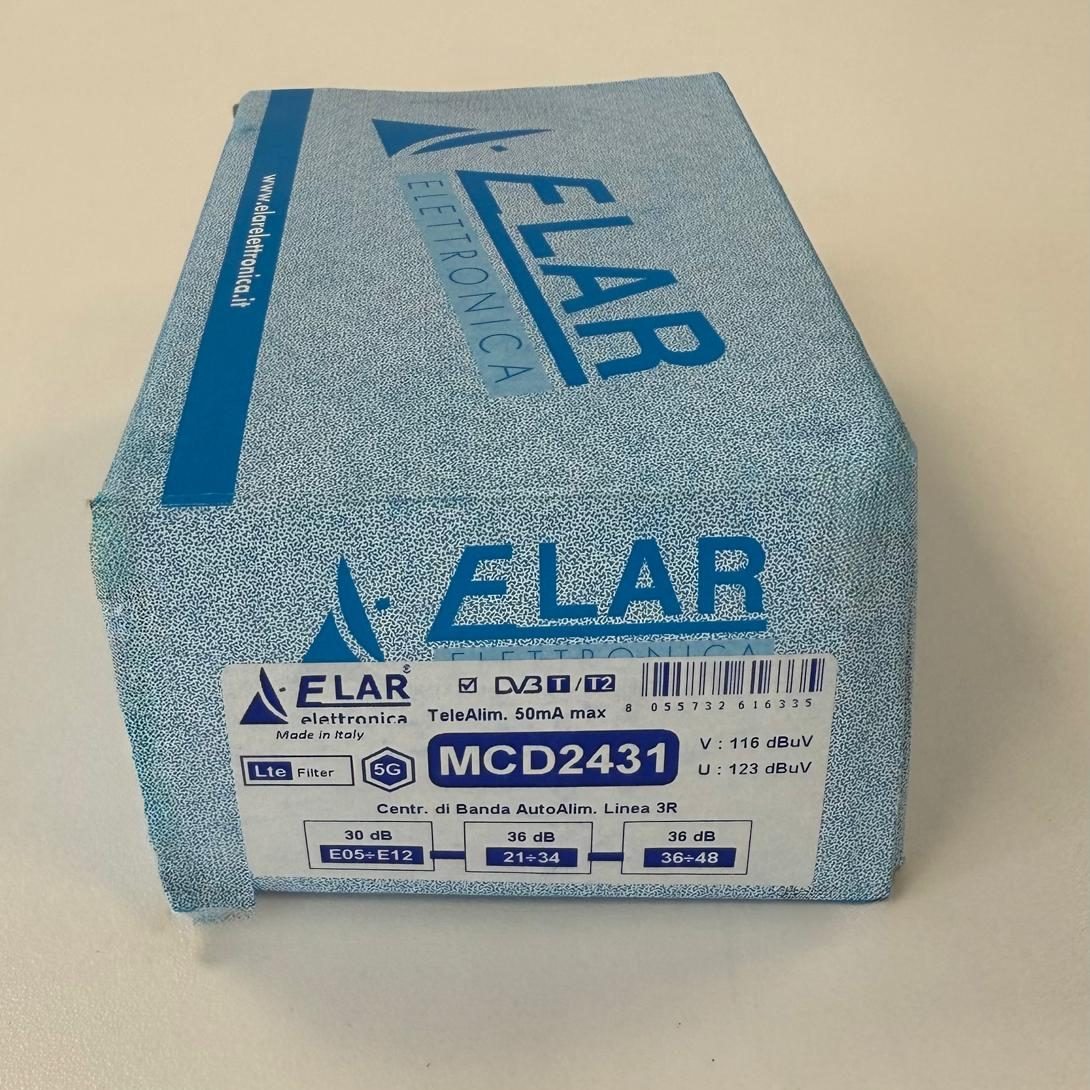 www.elarelettronica.it
ELAR
ELETTRONICA
ELAR
ELETTRONICA
ELAR®
elettronica
Made in Italy
☑ DVB T / T2
8 055732 616335
TeleAlim. 50mA max
Lte Filter
5G
MCD2431
V : 116 dBuV
U : 123 dBuV
Centr. di Banda AutoAlim. Linea 3R
30 dB
E05÷E12
36 dB
21÷34
36 dB
36÷48